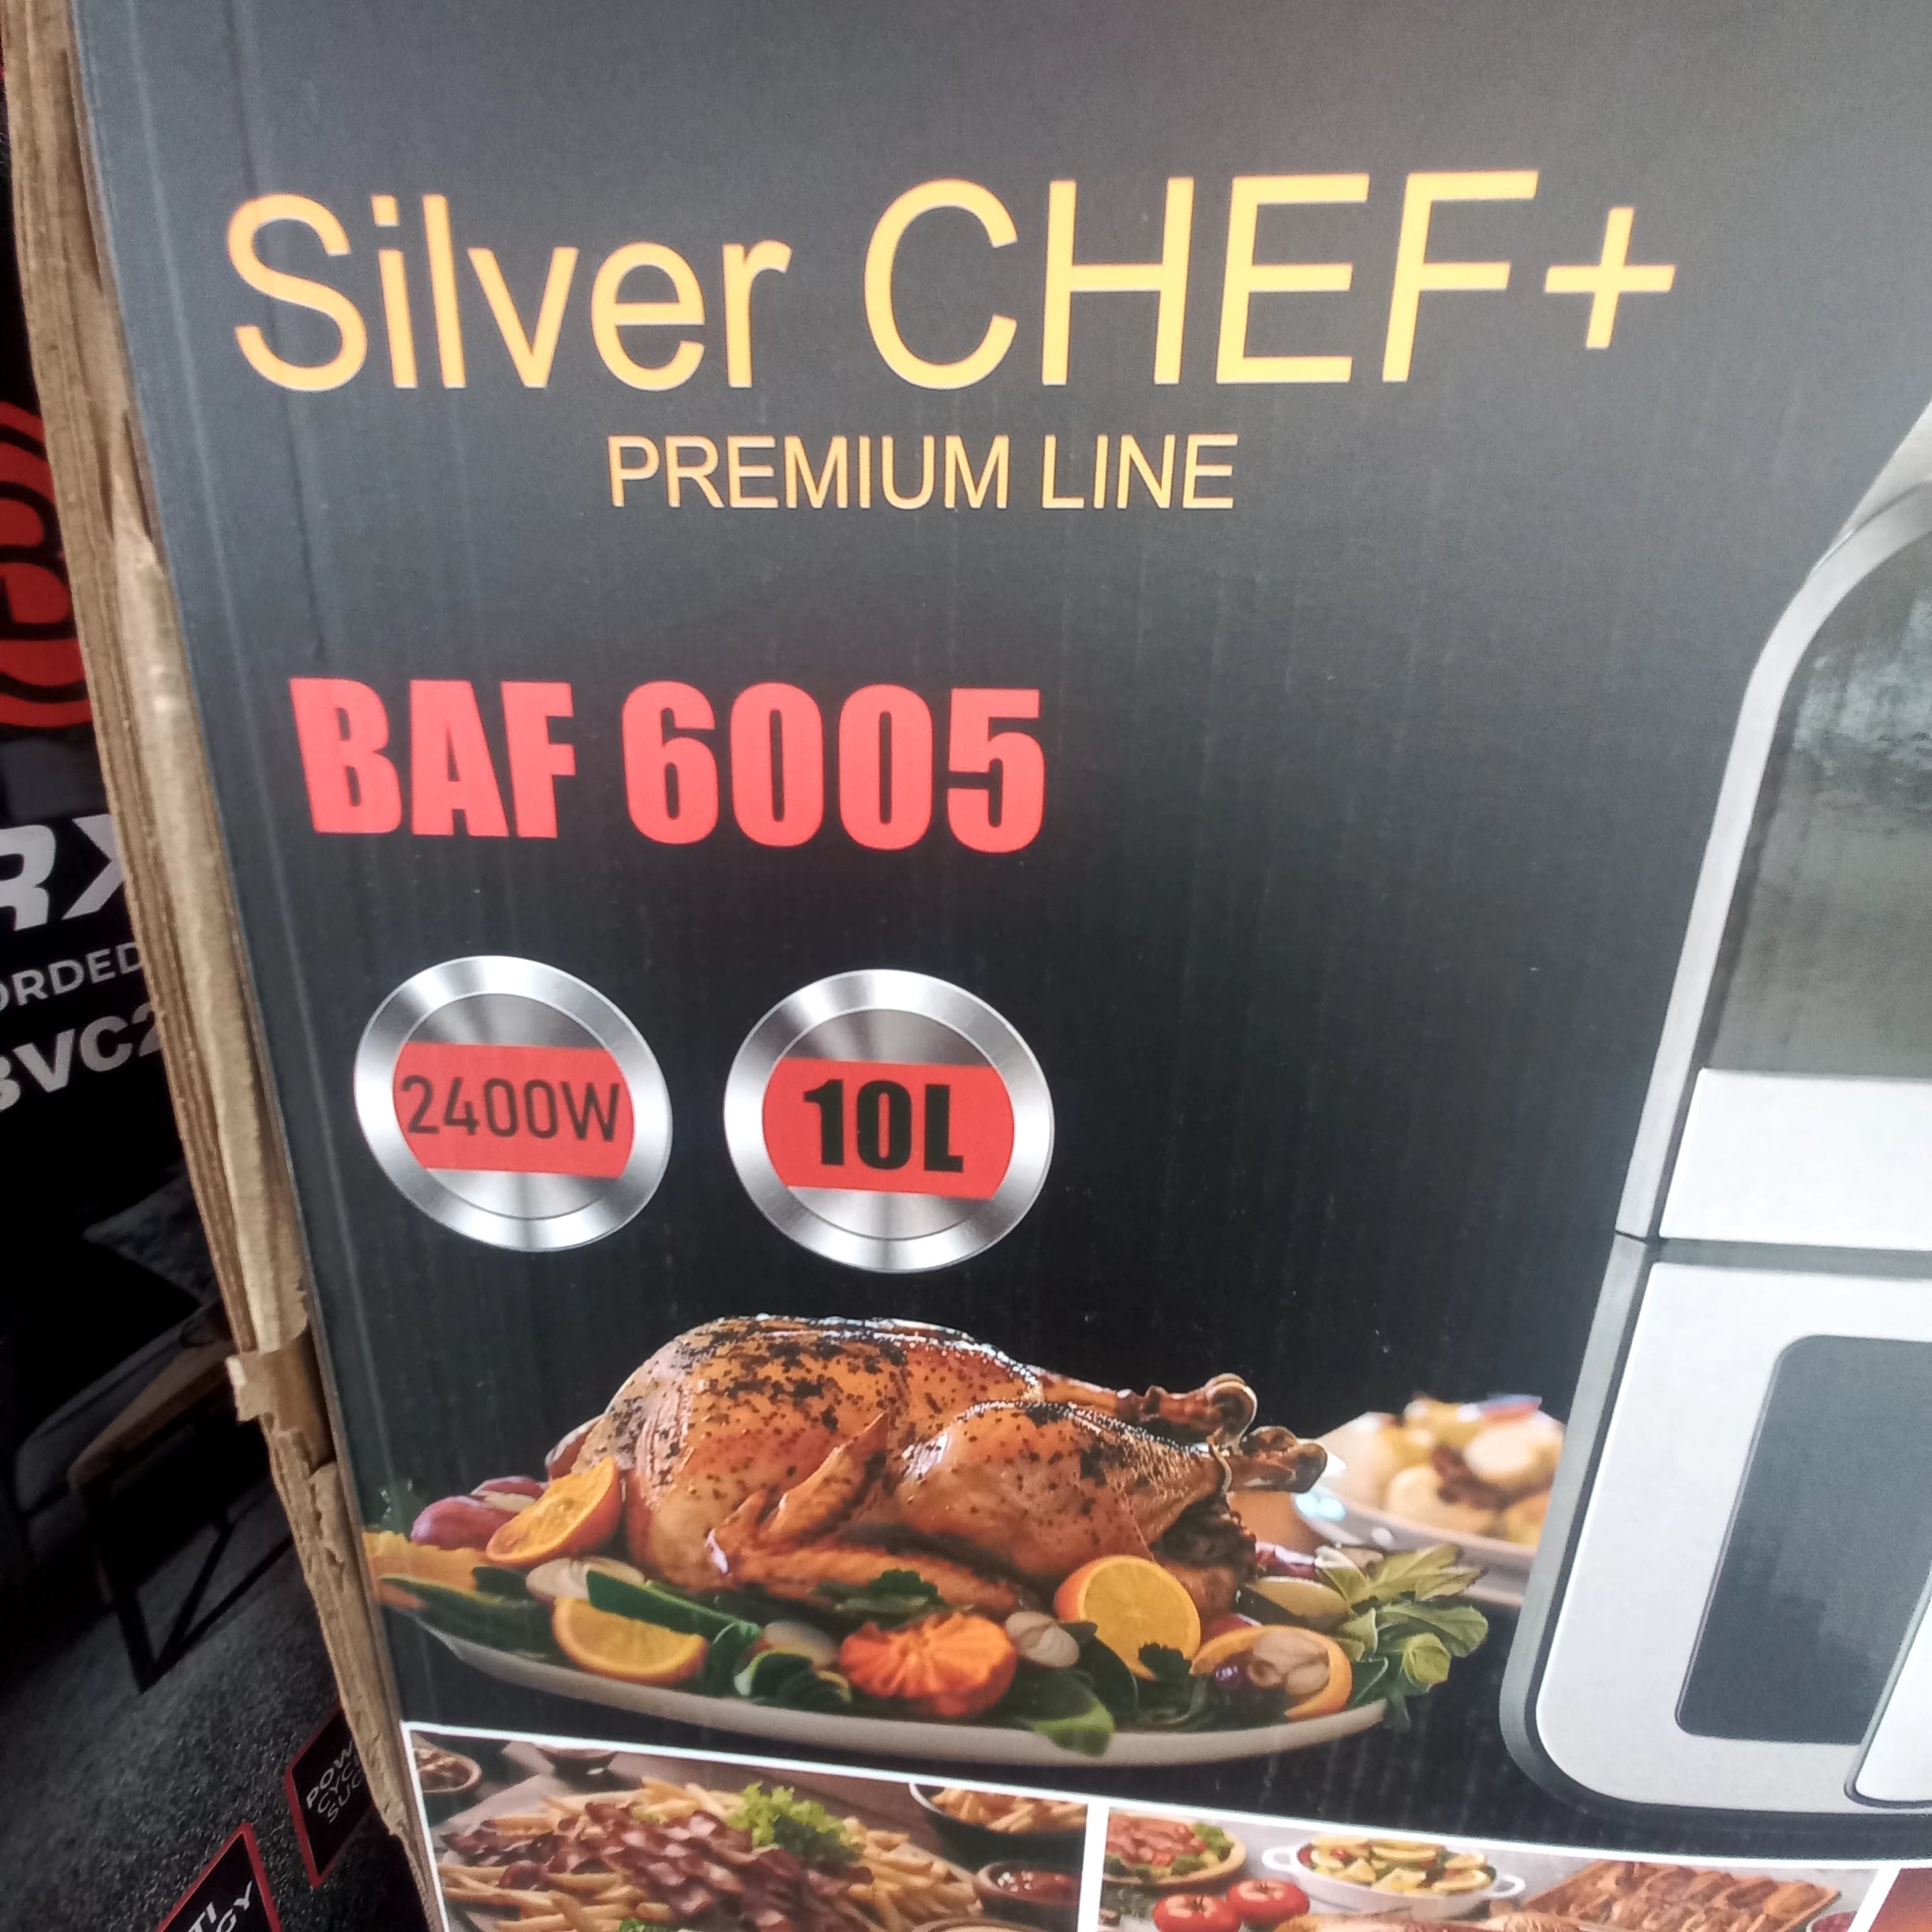 Silver CHEF+
PREMIUM LINE
BAF 6005
2400W
10L